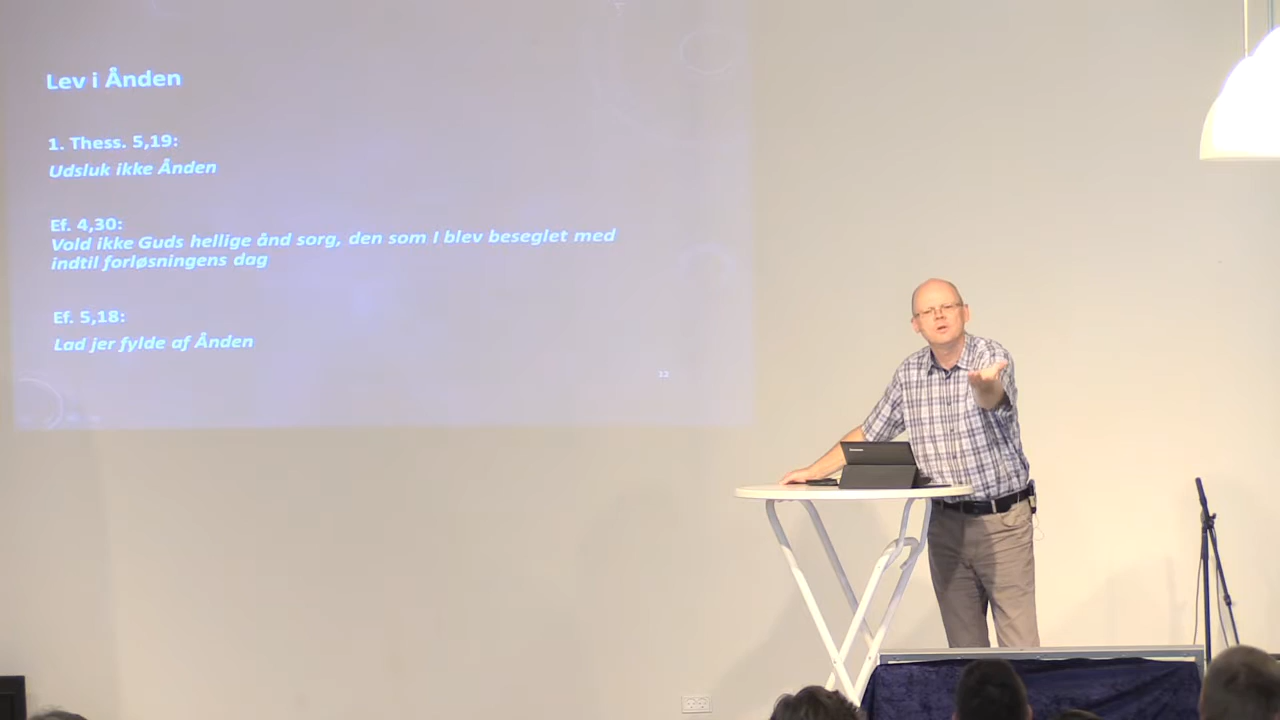 Lev i Ånden
1. Thess. 5,19:
Udsluk ikke Ånden
Ef. 4,30:
Vold ikke Guds hellige ånd sorg, den som I blev beseglet med
indtil forløsningens dag
Ef. 5,18:
Lad jer fylde af Ånden
32